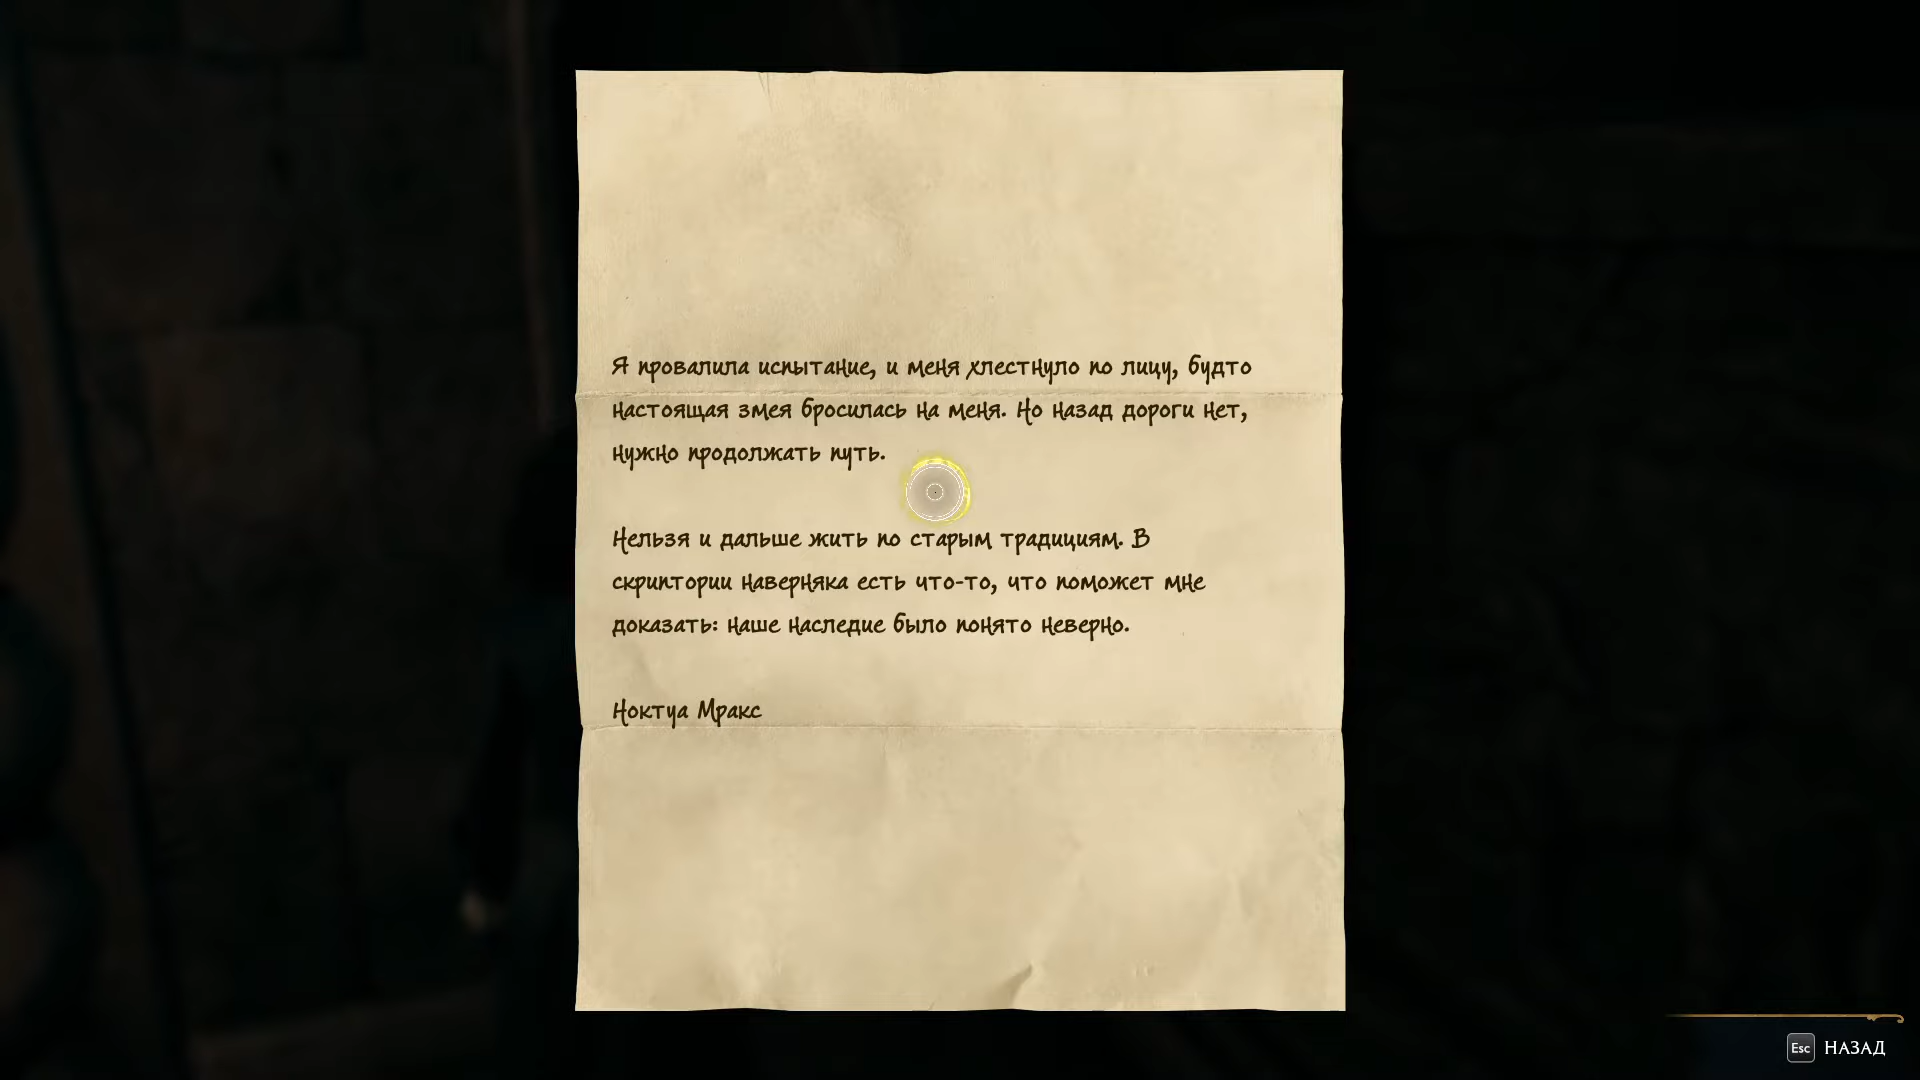 Я провалила испытание, и меня хлестнуло по лицу, будто
настоящая змея бросилась на меня. Но назад дороги нет,
нужно продолжать путь.
Нельзя и дальше жить по старым традициям. В
скриптории наверняка есть что-то, что поможет мне
доказать: наше наследие было понято неверно.
Ноктуа Мракс
Esc НАЗАД